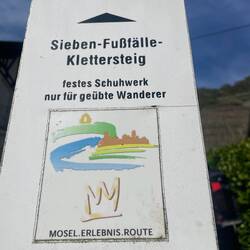 Sieben-Fußfälle-
Klettersteig
festes Schuhwerk
nur für geübte Wanderer
MOSEL.ERLEBNIS.ROUTE